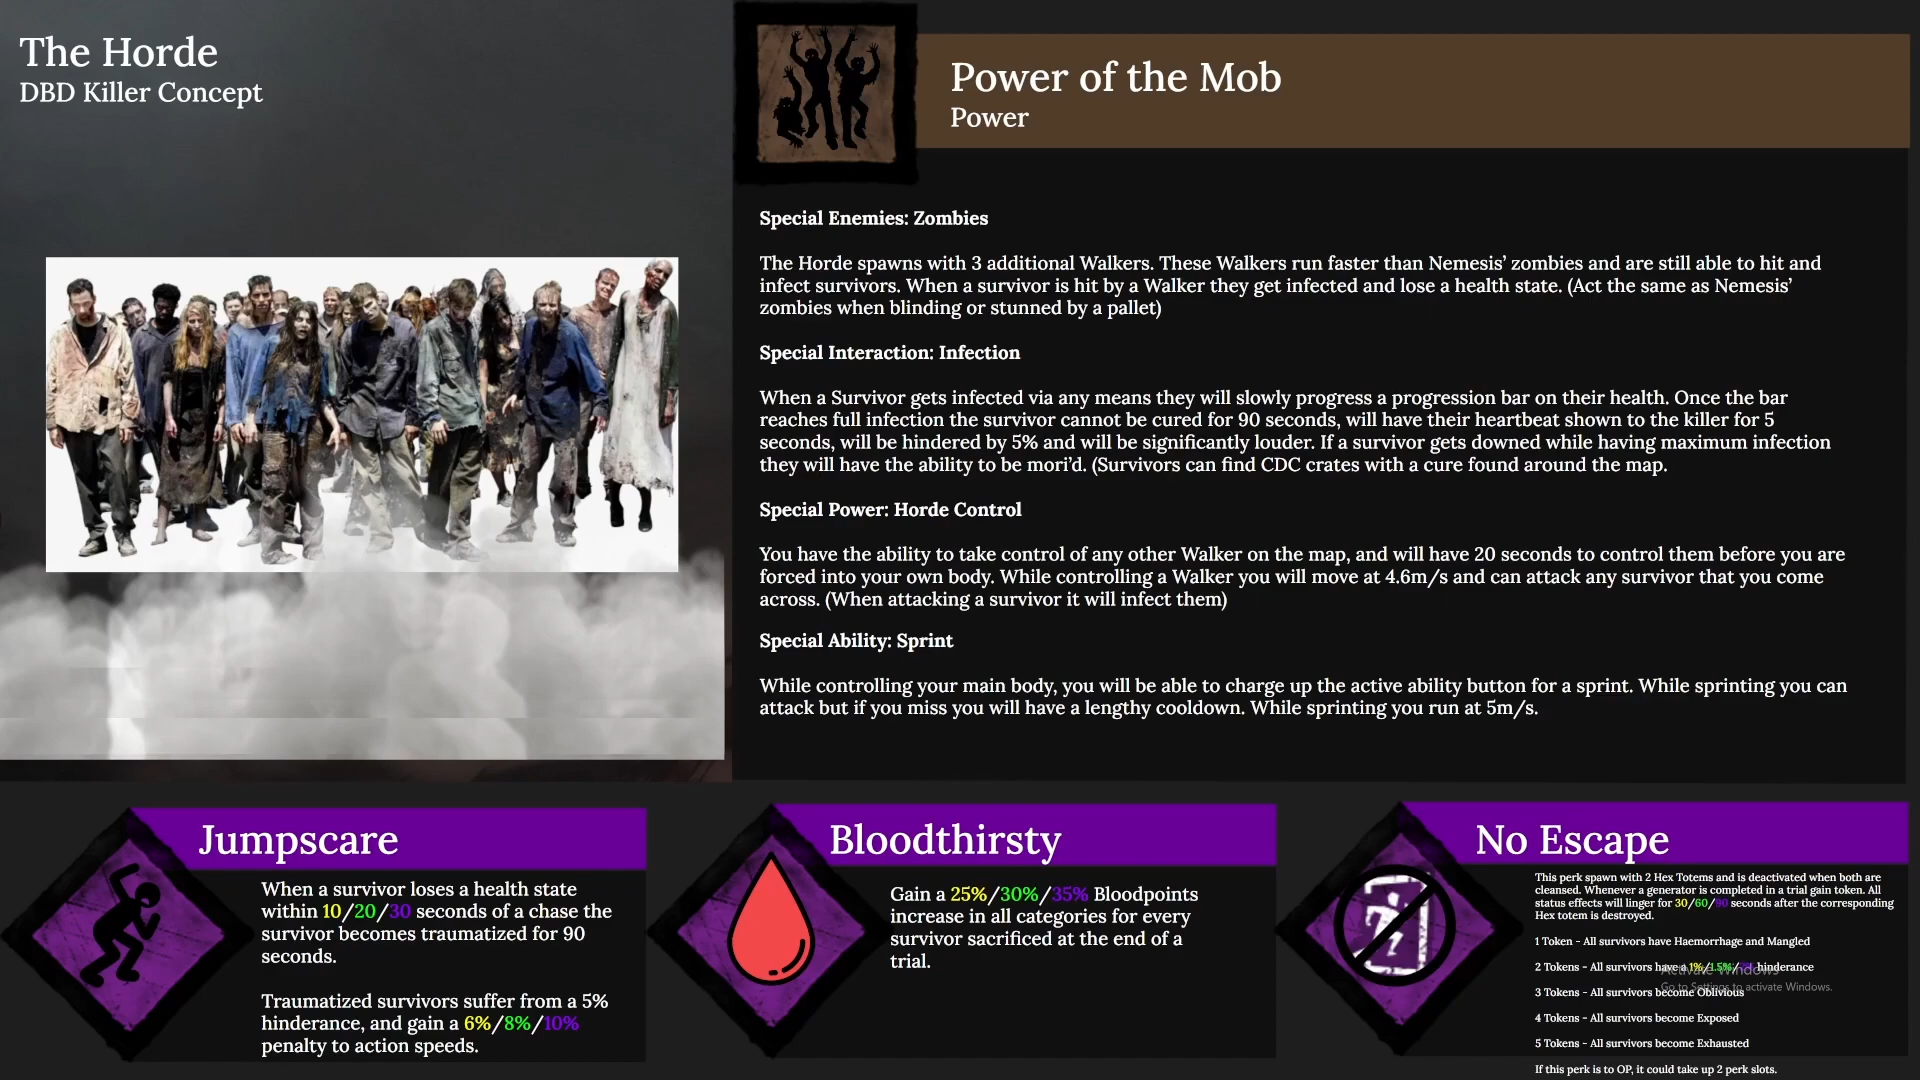 The Horde
DBD Killer Concept
Power of the Mob
Power
Special Enemies: Zombies
The Horde spawns with 3 additional Walkers. These Walkers run faster than Nemesis’ zombies and are still able to hit and
infect survivors. When a survivor is hit by a Walker they get infected and lose a health state. (Act the same as Nemesis’
zombies when blinding or stunned by a pallet)
Special Interaction: Infection
When a Survivor gets infected via any means they will slowly progress a progression bar on their health. Once the bar
reaches full infection the survivor cannot be cured for 90 seconds, will have their heartbeat shown to the killer for 5
seconds, will be hindered by 5% and will be significantly louder. If a survivor gets downed while having maximum infection
they will have the ability to be mori’d. (Survivors can find CDC crates with a cure found around the map.
Special Power: Horde Control
You have the ability to take control of any other Walker on the map, and will have 20 seconds to control them before you are
forced into your own body. While controlling a Walker you will move at 4.6m/s and can attack any survivor that you come
across. (When attacking a survivor it will infect them)
Special Ability: Sprint
While controlling your main body, you will be able to charge up the active ability button for a sprint. While sprinting you can
attack but if you miss you will have a lengthy cooldown. While sprinting you run at 5m/s.
Jumpscare
When a survivor loses a health state
within 10/20/30 seconds of a chase the
survivor becomes traumatized for 90
seconds.
Traumatized survivors suffer from a 5%
hinderance, and gain a 6%/8%/10%
penalty to action speeds.
Bloodthirsty
Gain a 25%/30%/35% Bloodpoints
increase in all categories for every
survivor sacrificed at the end of a
trial.
No Escape
This perk spawn with 2 Hex Totems and is deactivated when both are
cleansed. Whenever a generator is completed in a trial gain token. All
status effects will linger for 30/60/90 seconds after the corresponding
Hex totem is destroyed.
1 Token - All survivors have Haemorrhage and Mangled
2 Tokens - All survivors have a 1%/1.5%/ hinderance
Activate Windows
Go to Settings to activate Windows.
3 Tokens - All survivors become Oblivious
4 Tokens - All survivors become Exposed
5 Tokens - All survivors become Exhausted
If this perk is to OP, it could take up 2 perk slots.